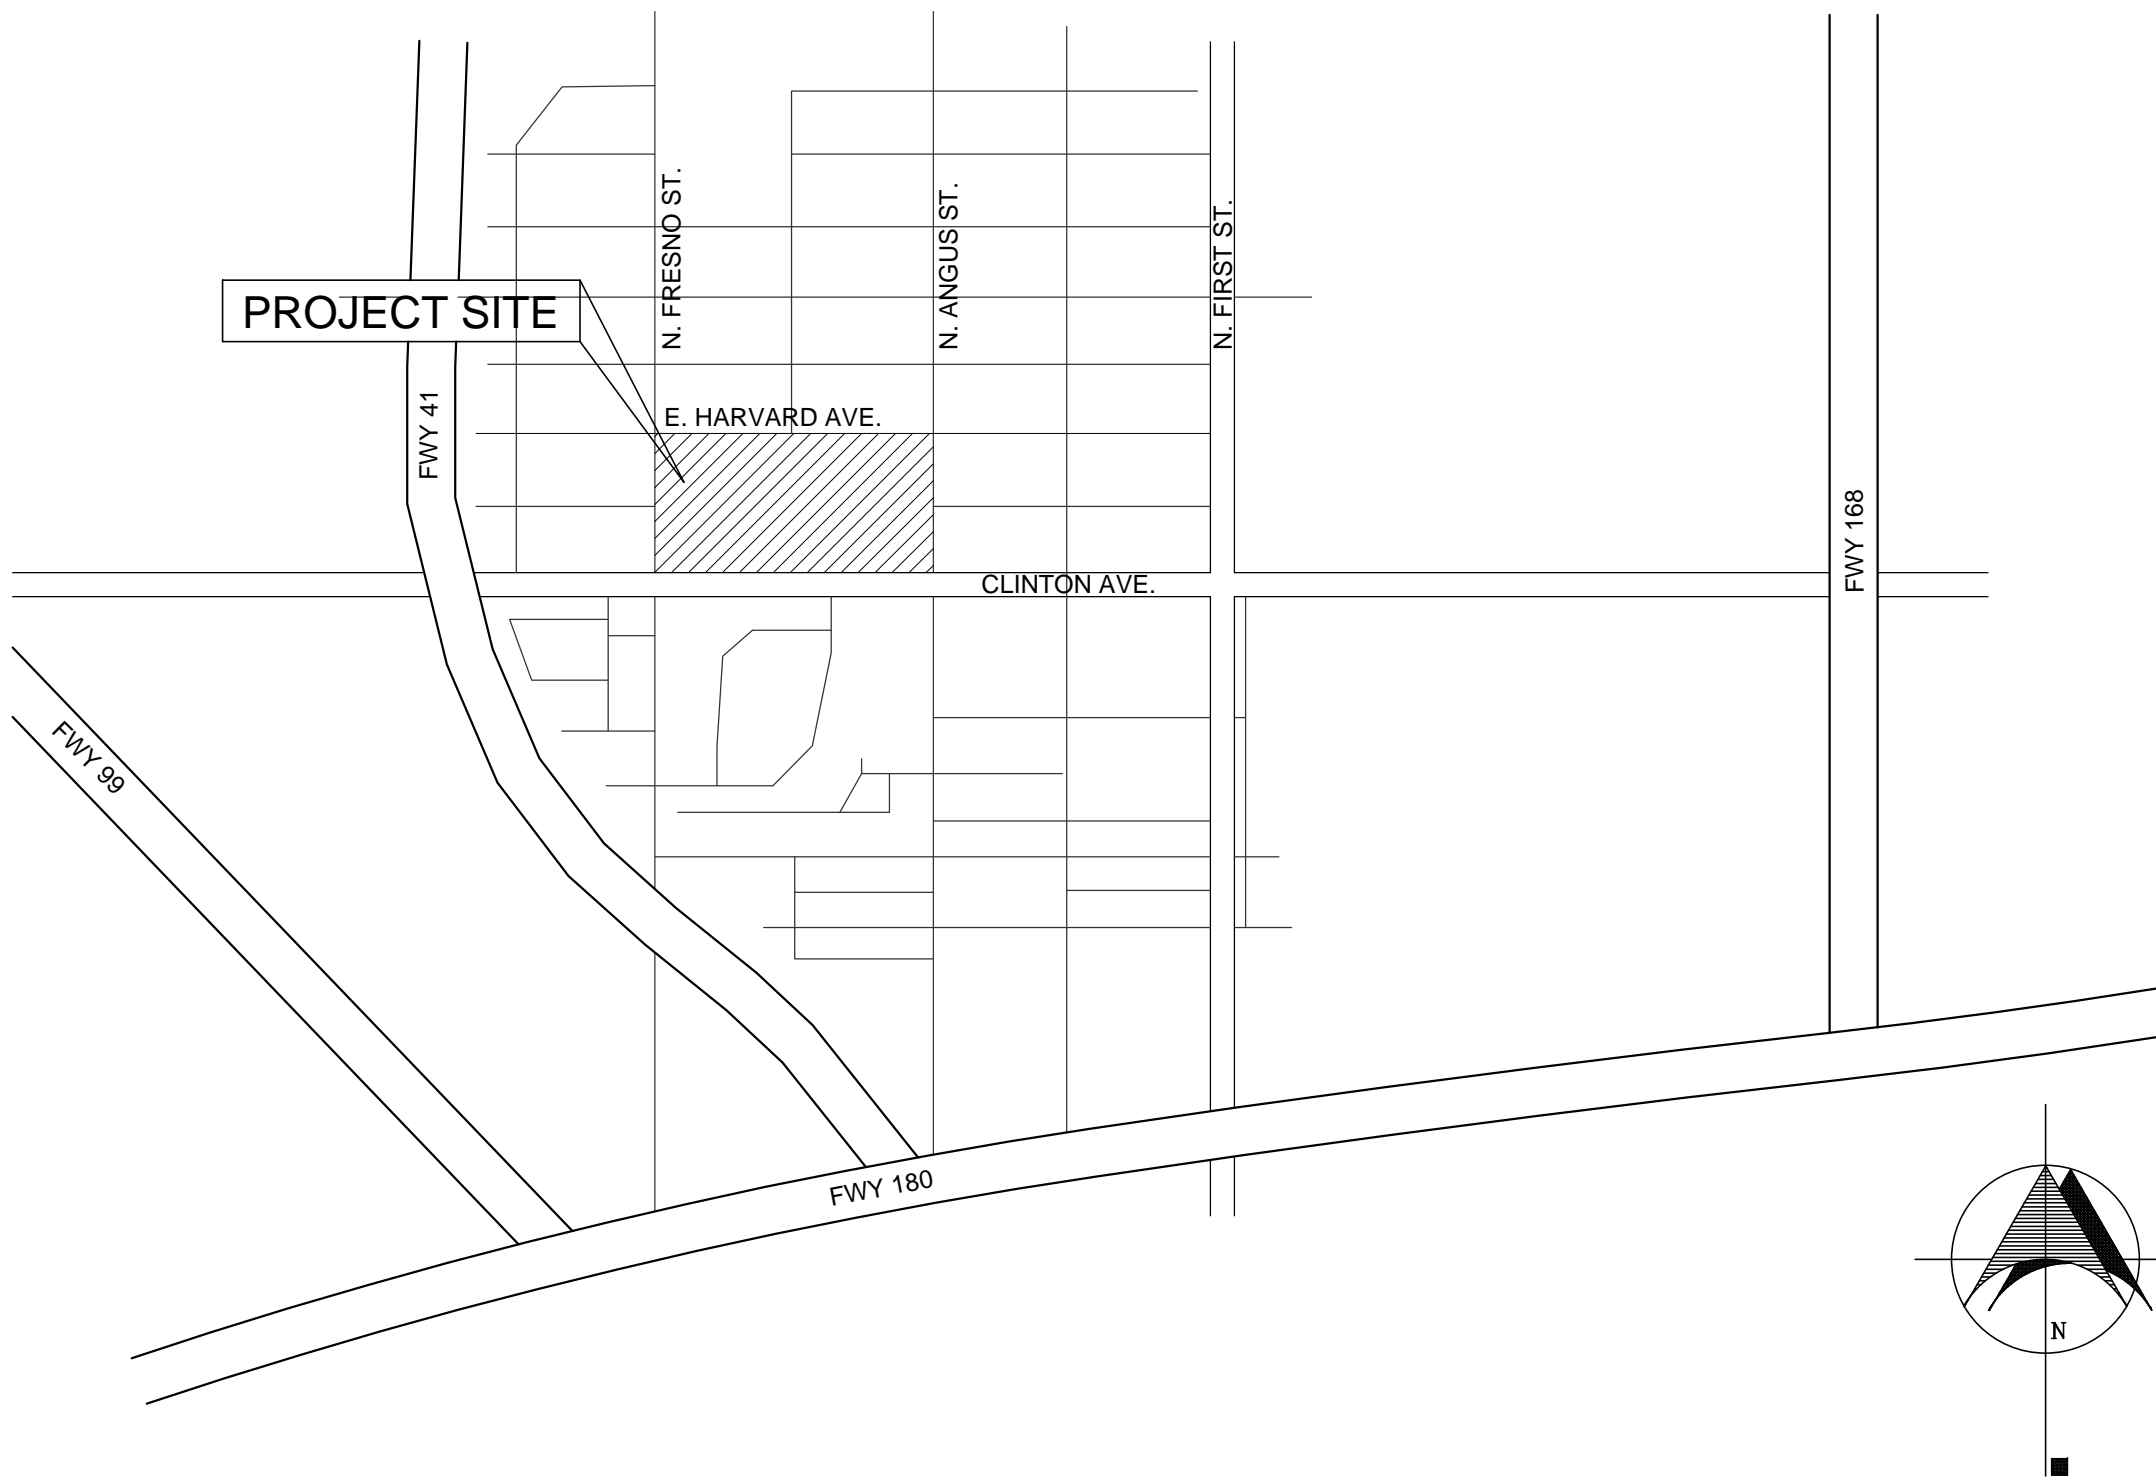 N. FRESNO ST.
N. ANGUS ST.
N. FIRST ST.
PROJECT SITE
E. HARVARD AVE.
FWY 41
FWY 168
CLINTON AVE.
FWY 99
FWY 180
N